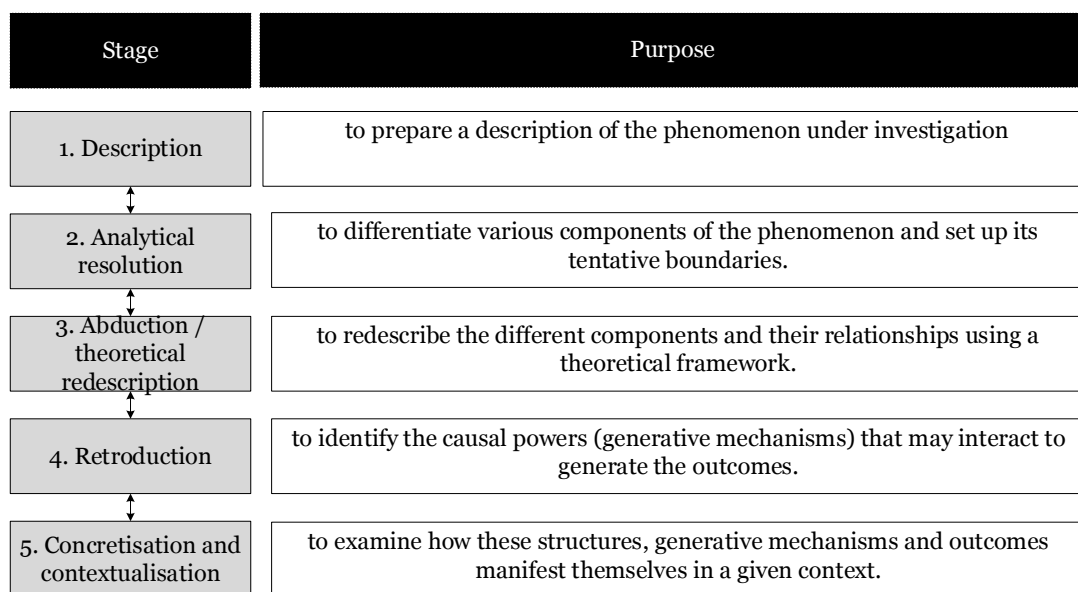 Stage
Purpose
1. Description
to prepare a description of the phenomenon under investigation
2. Analytical
resolution
to differentiate various components of the phenomenon and set up its
tentative boundaries.
3. Abduction /
theoretical
redescription
to redescribe the different components and their relationships using a
theoretical framework.
4. Retroduction
to identify the causal powers (generative mechanisms) that may interact to
generate the outcomes.
5. Concretisation and
contextualisation
to examine how these structures, generative mechanisms and outcomes
manifest themselves in a given context.